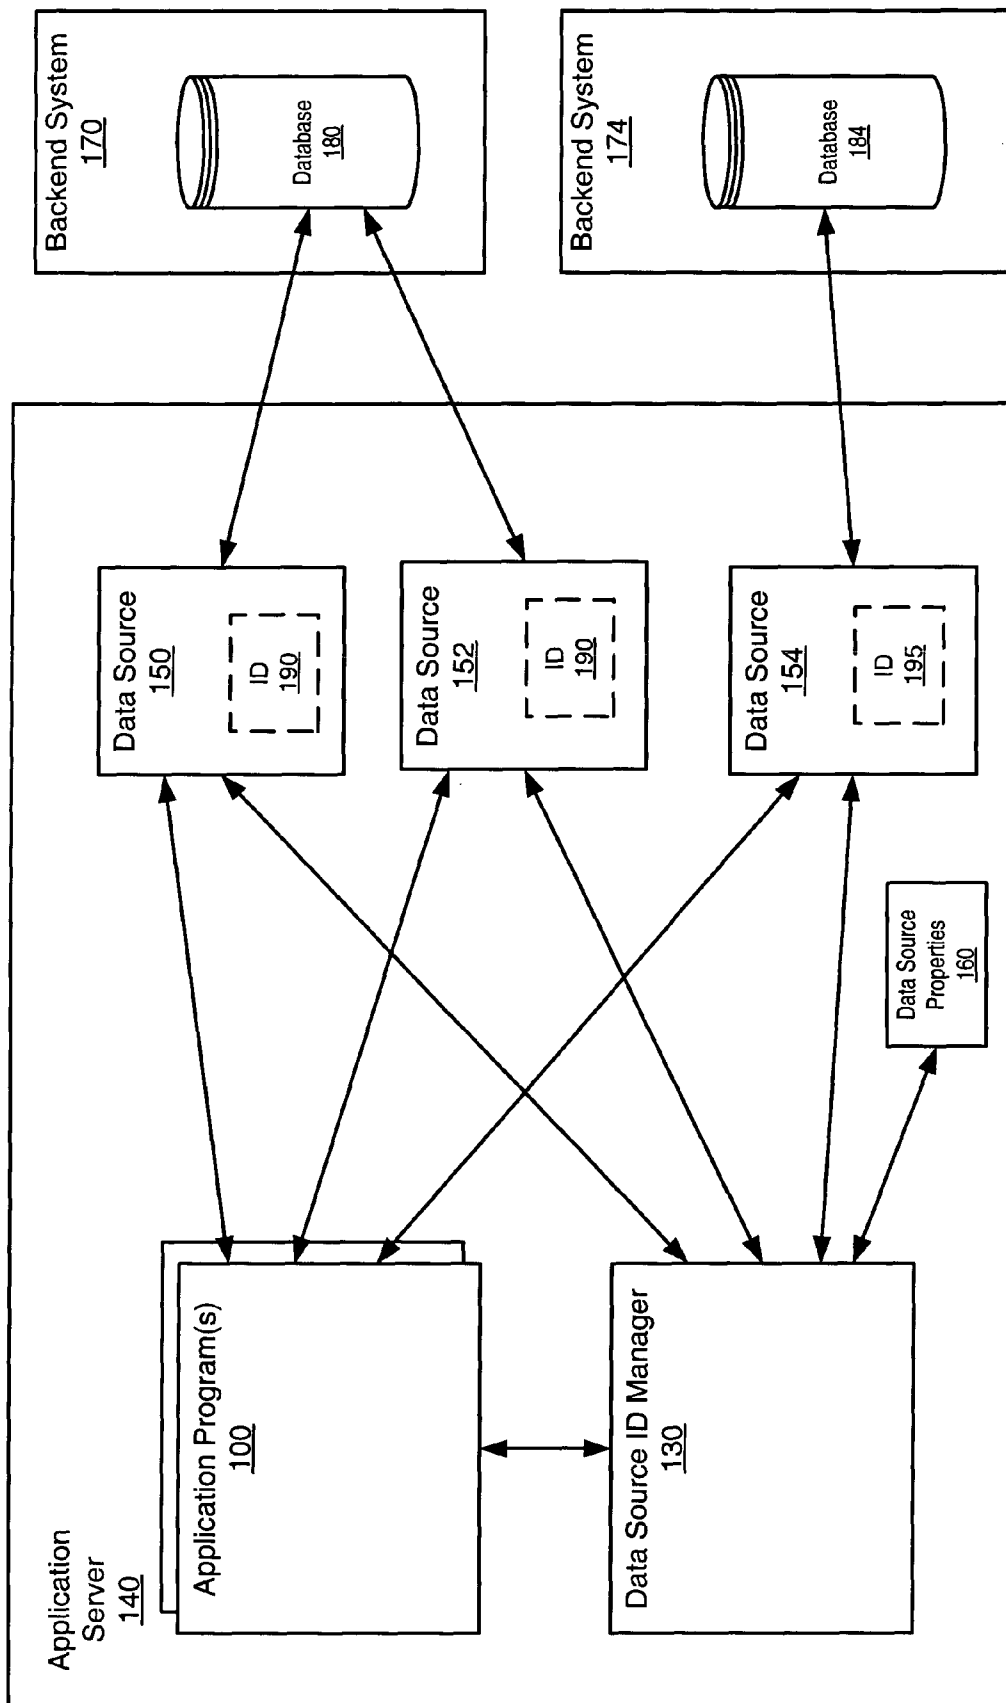 Application
Server
140
Application Program(s)
100
Data Source ID Manager
130
Data Source
Properties
160
Data Source
150
ID
190
Data Source
152
ID
190
Data Source
154
ID
195
Backend System
170
Database
180
Backend System
174
Database
184